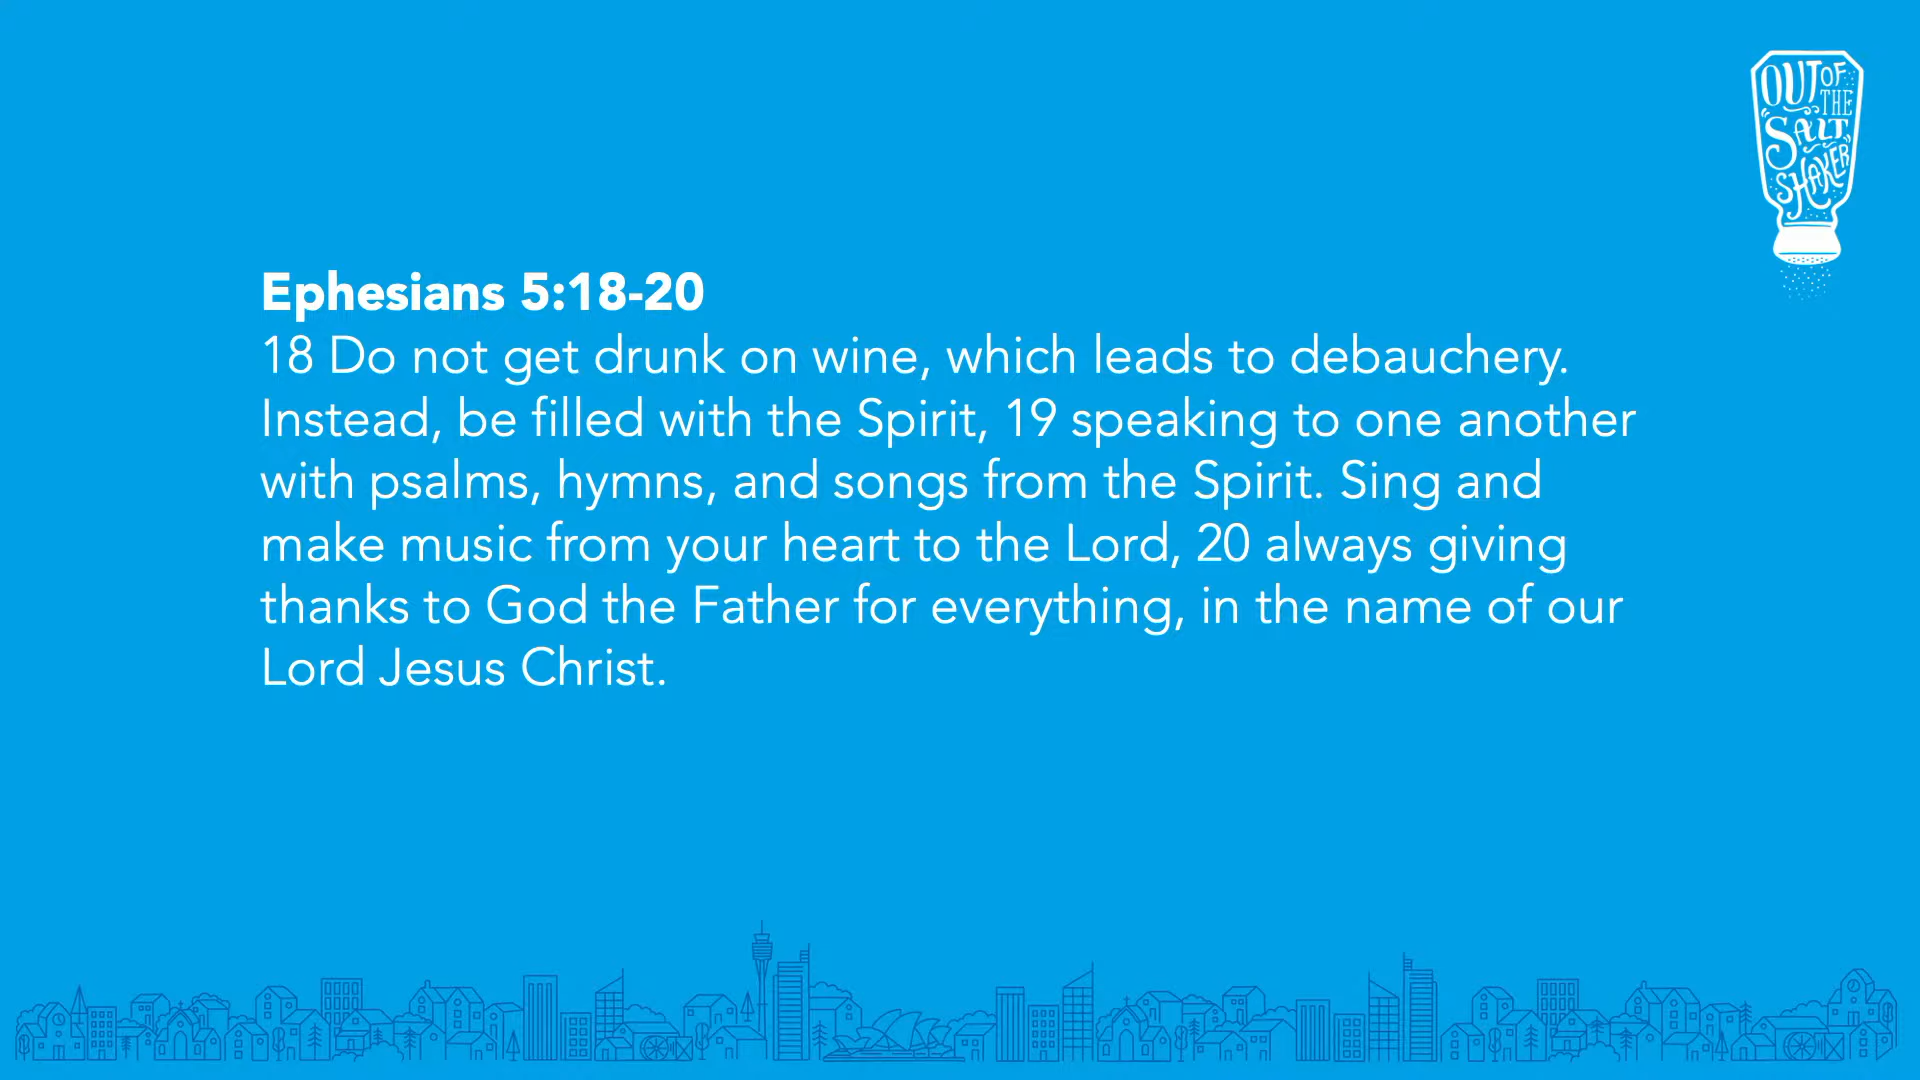 OUT OF
THE
SALT
SHAKER
Ephesians 5:18-20
18 Do not get drunk on wine, which leads to debauchery.
Instead, be filled with the Spirit, 19 speaking to one another
with psalms, hymns, and songs from the Spirit. Sing and
make music from your heart to the Lord, 20 always giving
thanks to God the Father for everything, in the name of our
Lord Jesus Christ.